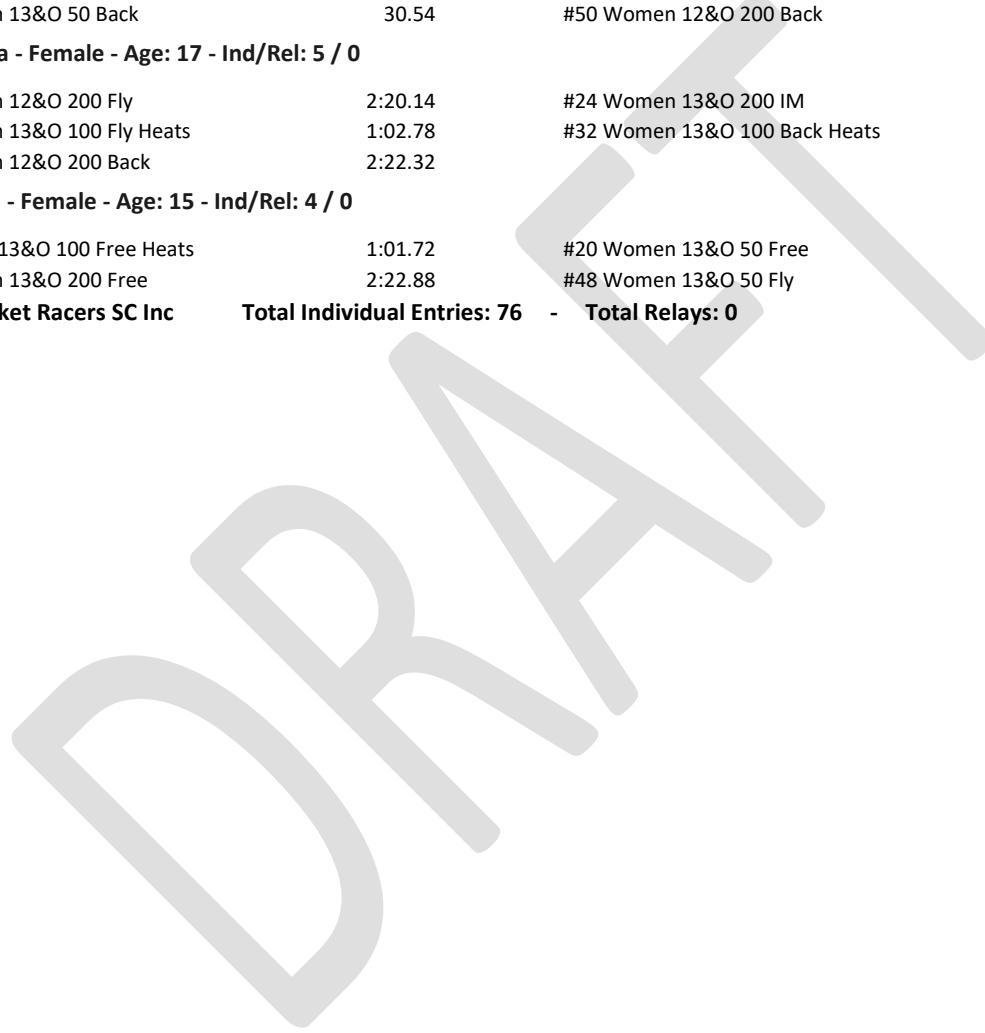 n 13&O 50 Back 30.54 #50 Women 12&O 200 Back
a - Female - Age: 17 - Ind/Rel: 5 / 0
n 12&O 200 Fly 2:20.14 #24 Women 13&O 200 IM
n 13&O 100 Fly Heats 1:02.78 #32 Women 13&O 100 Back Heats
n 12&O 200 Back 2:22.32
- Female - Age: 15 - Ind/Rel: 4 / 0
13&O 100 Free Heats 1:01.72 #20 Women 13&O 50 Free
n 13&O 200 Free 2:22.88 #48 Women 13&O 50 Fly
ket Racers SC Inc Total Individual Entries: 76 - Total Relays: 0
DRAFT